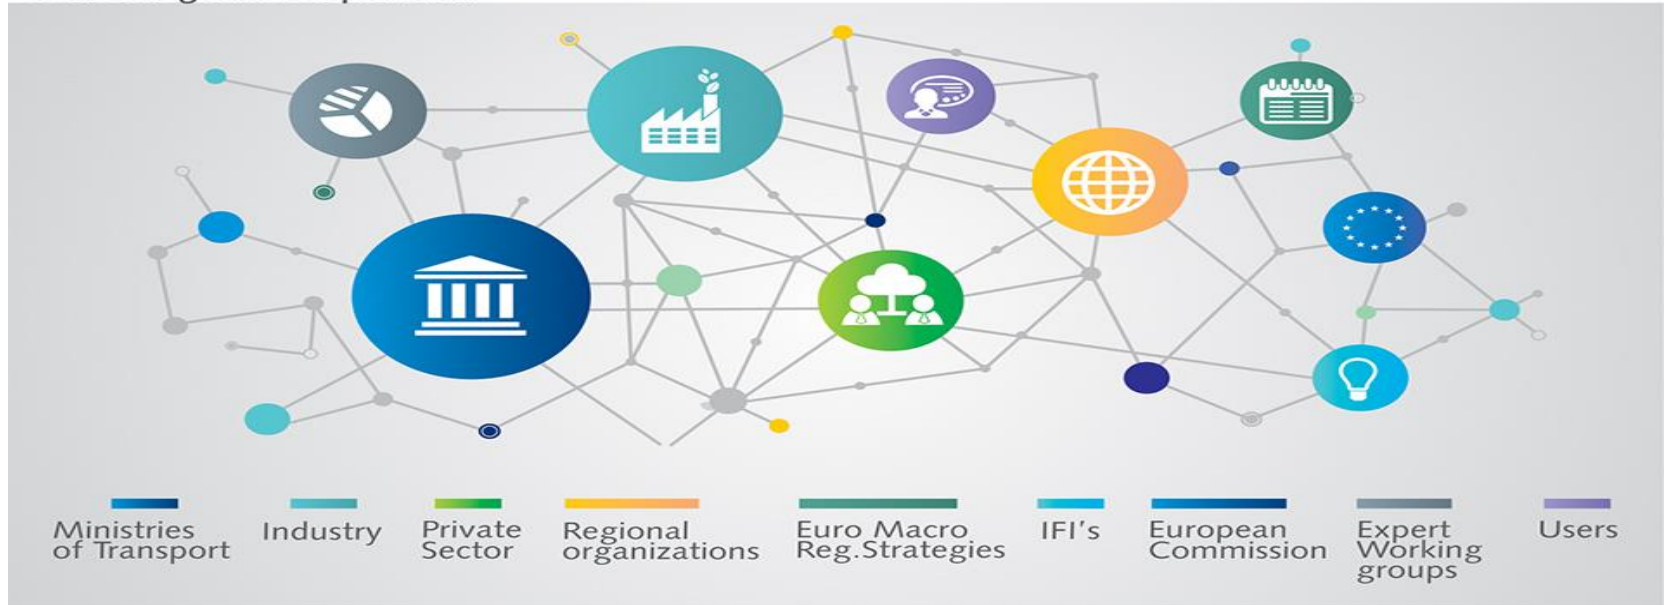 Ministries
of Transport
Industry
Private
Sector
Regional
organizations
Euro Macro
Reg.Strategies
IFI's
European
Commission
Expert
Working
groups
Users